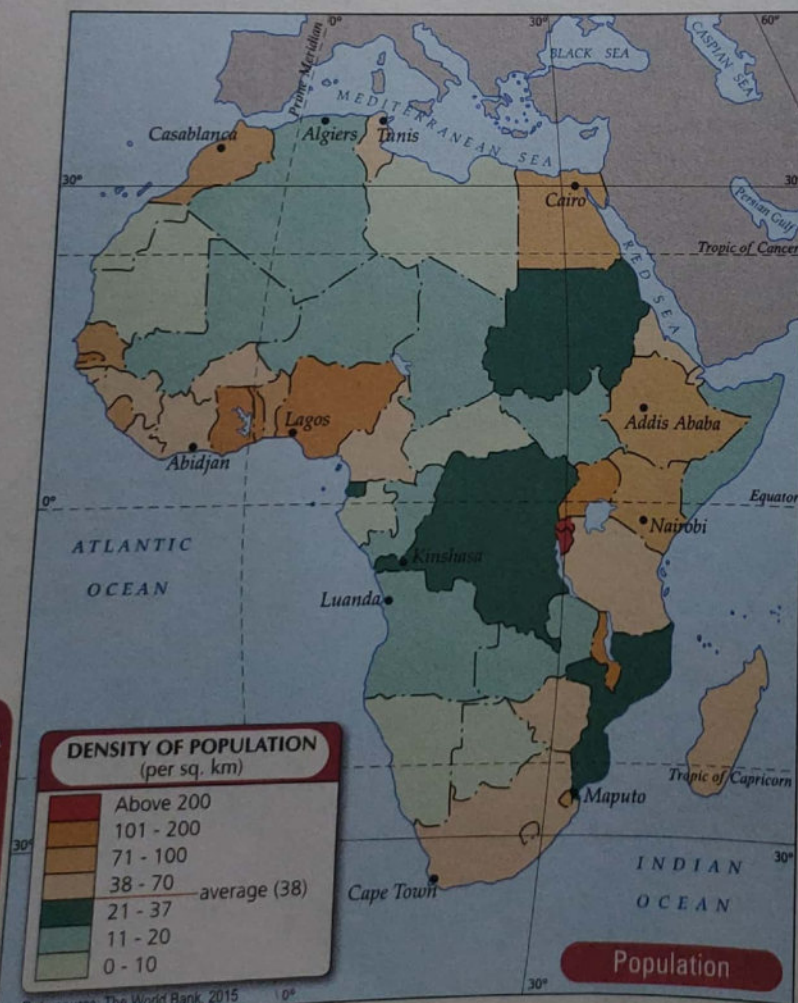 0°
30°
60°
Prime Meridian
BLACK SEA
CASPIAN SEA
MEDITERRANEAN SEA
Casablanca
Algiers
Tunis
30°
Cairo
30°
Persian Gulf
RED SEA
Tropic of Cancer
Lagos
Addis Ababa
Abidjan
0°
Equator
Nairobi
ATLANTIC
OCEAN
Kinshasa
Luanda
DENSITY OF POPULATION
(per sq. km)
Above 200
101 - 200
71 - 100
38 - 70
average (38)
21 - 37
11 - 20
0 - 10
Tropic of Capricorn
Maputo
30°
30°
Cape Town
INDIAN
OCEAN
Population
The World Bank, 2015
0°
30°